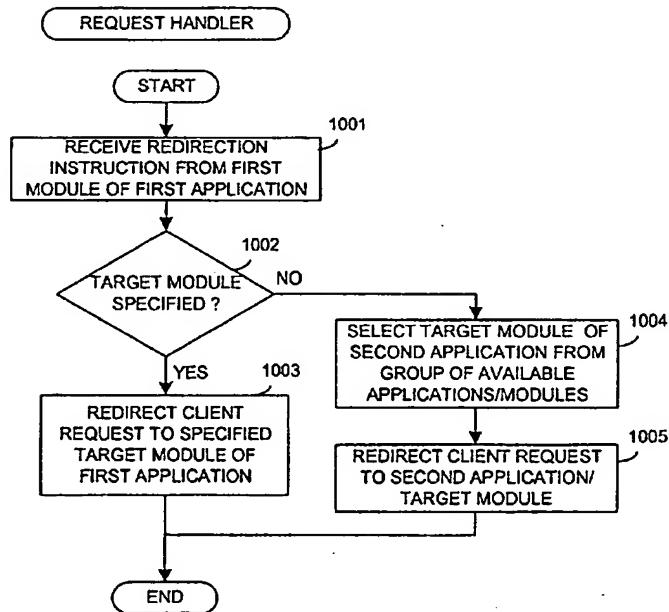 REQUEST HANDLER
START
1001
RECEIVE REDIRECTION
INSTRUCTION FROM FIRST
MODULE OF FIRST APPLICATION
1002
TARGET MODULE
SPECIFIED ?
NO
YES
1003
REDIRECT CLIENT
REQUEST TO SPECIFIED
TARGET MODULE OF
FIRST APPLICATION
1004
SELECT TARGET MODULE OF
SECOND APPLICATION FROM
GROUP OF AVAILABLE
APPLICATIONS/MODULES
1005
REDIRECT CLIENT REQUEST
TO SECOND APPLICATION/
TARGET MODULE
END